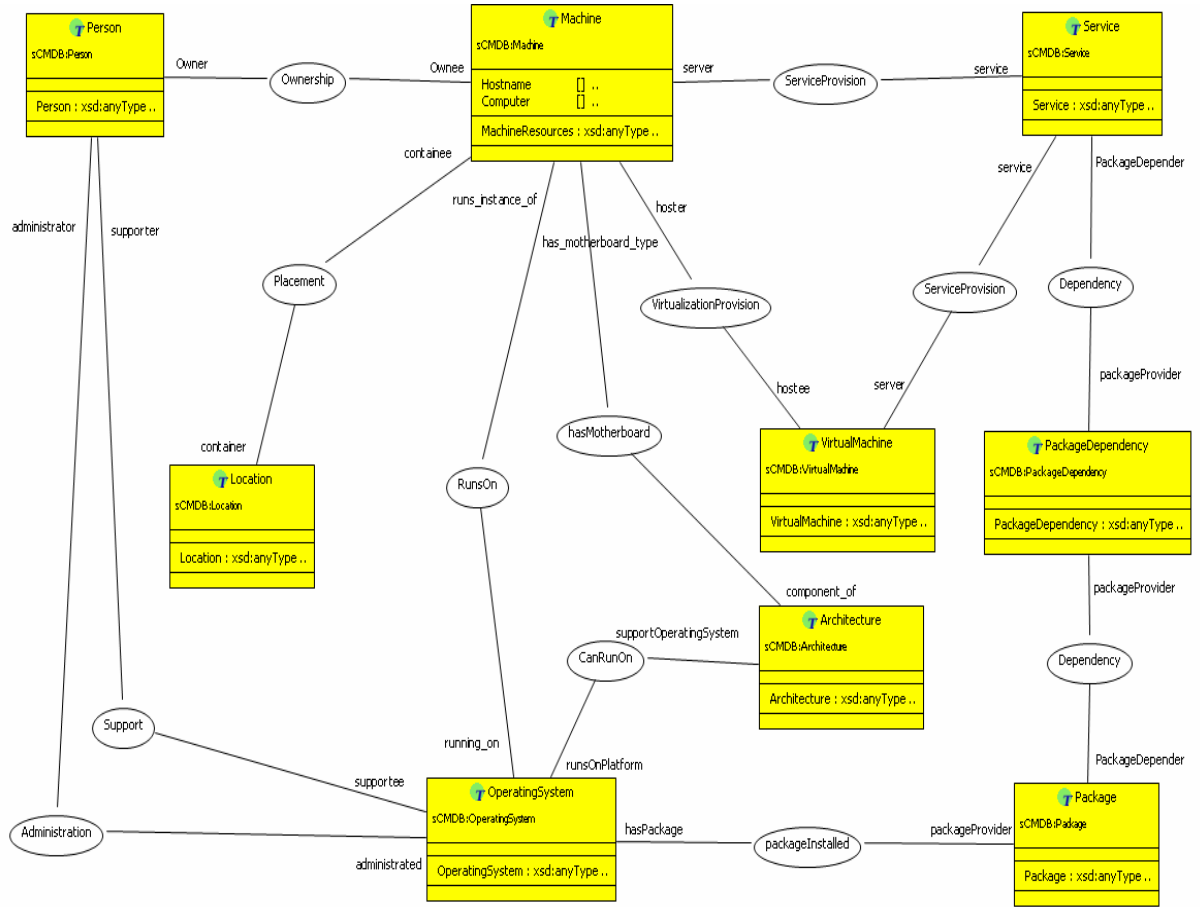 T Person
sCMDB:Person
Person : xsd:anyType ..
Owner
Ownership
Ownee
T Machine
sCMDB:Machine
Hostname [] ..
Computer [] ..
MachineResources : xsd:anyType ..
server
ServiceProvision
service
T Service
sCMDB:Service
Service : xsd:anyType ..
containee
runs_instance_of
hoster
service
PackageDepender
administrator
supporter
has_motherboard_type
Placement
VirtualizationProvision
ServiceProvision
Dependency
hostee
server
packageProvider
container
hasMotherboard
T Location
sCMDB:Location
Location : xsd:anyType ..
RunsOn
T VirtualMachine
sCMDB:VirtualMachine
VirtualMachine : xsd:anyType ..
T PackageDependency
sCMDB:PackageDependency
PackageDependency : xsd:anyType ..
component_of
packageProvider
supportOperatingSystem
CanRunOn
T Architecture
sCMDB:Architecture
Architecture : xsd:anyType ..
Dependency
Support
running_on
runsOnPlatform
PackageDepender
supportee
Administration
administrated
T OperatingSystem
sCMDB:OperatingSystem
OperatingSystem : xsd:anyType ..
hasPackage
packageInstalled
packageProvider
T Package
sCMDB:Package
Package : xsd:anyType ..